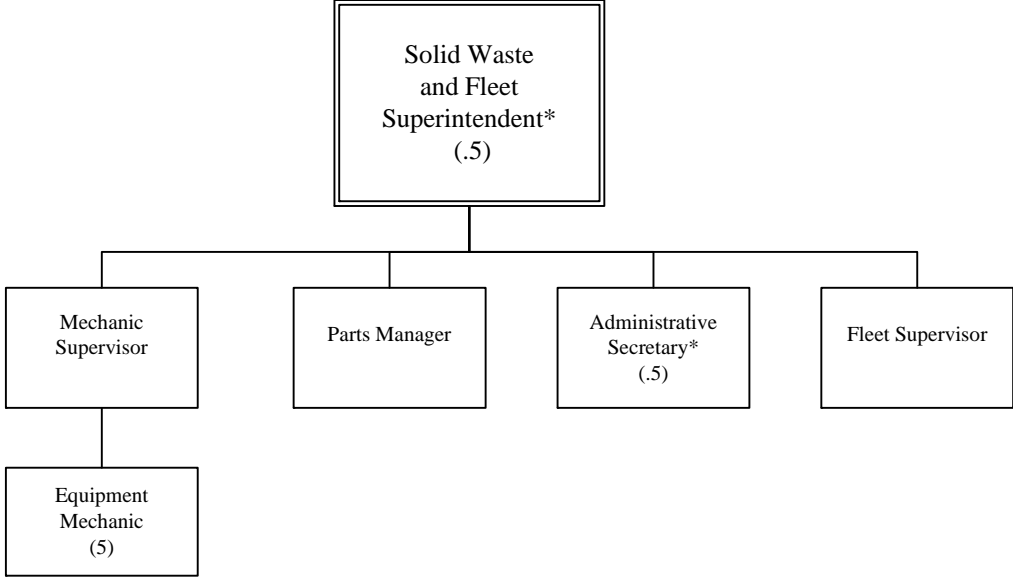 Solid Waste
and Fleet
Superintendent*
(.5)
Mechanic
Supervisor
Parts Manager
Administrative
Secretary*
(.5)
Fleet Supervisor
Equipment
Mechanic
(5)